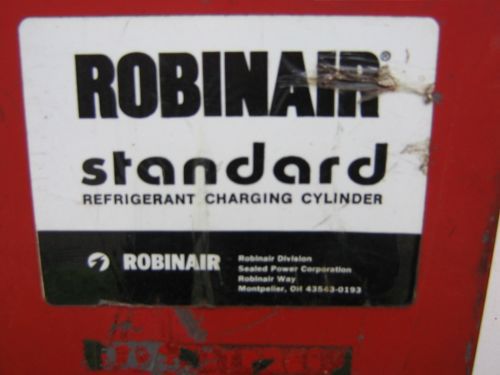 ROBINAIR®
standard
REFRIGERANT CHARGING CYLINDER
ROBINAIR
Robinair Division
Sealed Power Corporation
Robinair Way
Montpelier, OH 43543-0193